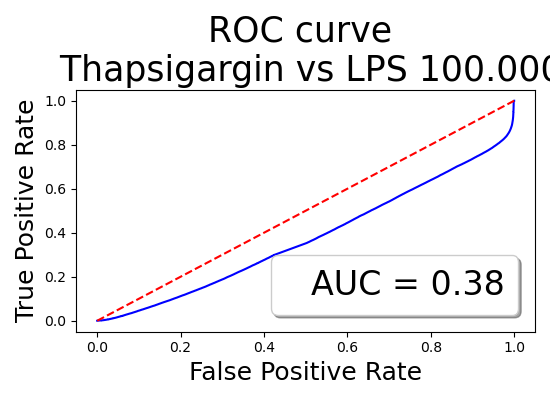 ROC curve
Thapsigargin vs LPS 100.000
True Positive Rate
1.0
0.8
0.6
0.4
0.2
0.0
AUC = 0.38
0.0 0.2 0.4 0.6 0.8 1.0
False Positive Rate